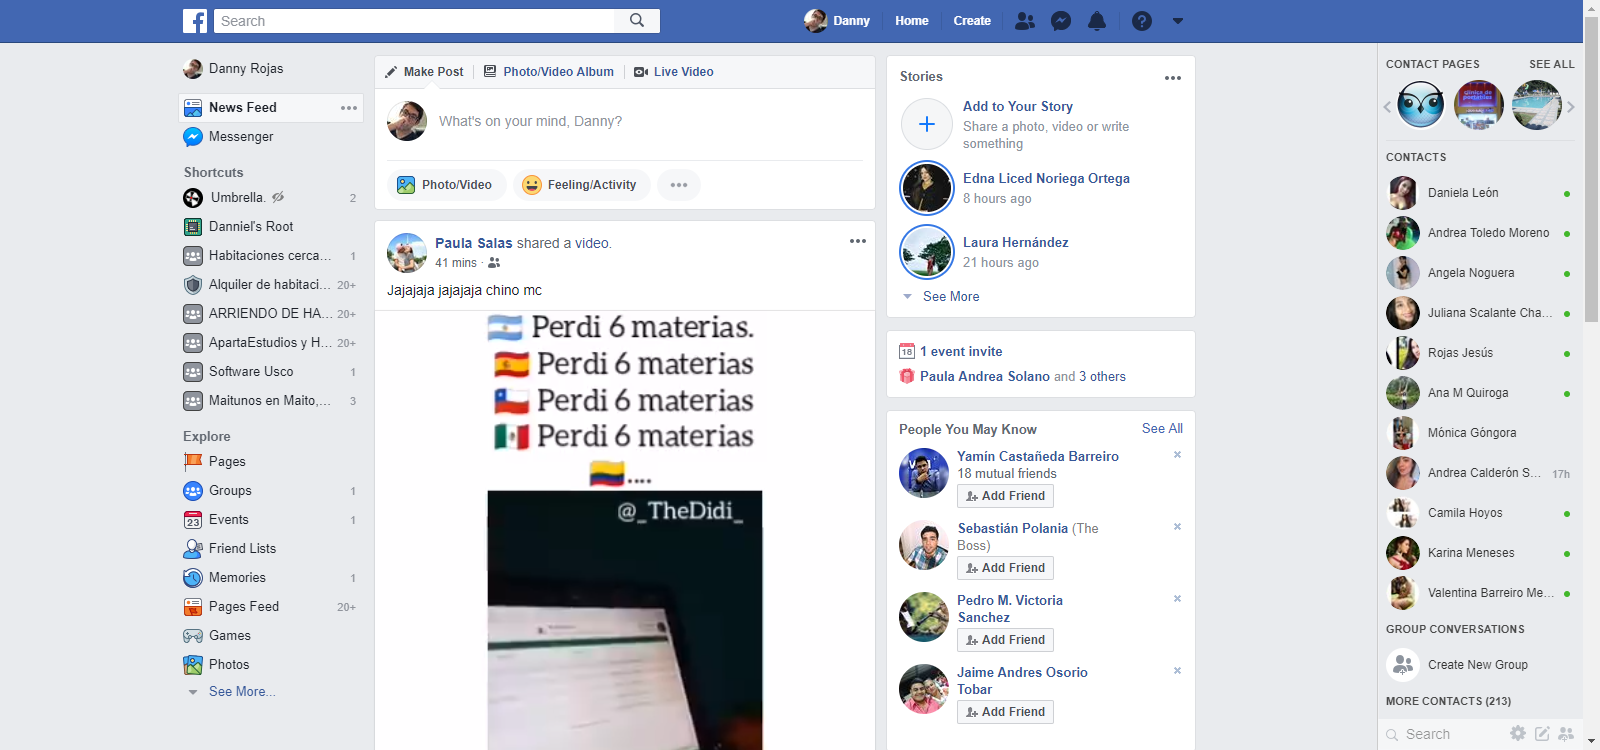 Search
Danny
Home
Create
Danny Rojas
News Feed
Messenger
Shortcuts
Umbrella. 2
Danniel's Root
Habitaciones cerca... 1
Alquiler de habitaci... 20+
ARRIENDO DE HA... 20+
ApartaEstudios y H... 20+
Software Usco 1
Maitunos en Maito,... 3
Explore
Pages
Groups 1
Events 1
Friend Lists
Memories 1
Pages Feed 20+
Games
Photos
See More...
Make Post
Photo/Video Album
Live Video
What's on your mind, Danny?
Photo/Video
Feeling/Activity
Paula Salas shared a video.
41 mins ·
Jajajaja jajajaja chino mc
Perdi 6 materias.
Perdi 6 materias
Perdi 6 materias
Perdi 6 materias
....
@_TheDidi_
Stories
Add to Your Story
Share a photo, video or write
something
Edna Liced Noriega Ortega
8 hours ago
Laura Hernández
21 hours ago
See More
18 1 event invite
Paula Andrea Solano and 3 others
People You May Know
See All
Yamín Castañeda Barreiro
18 mutual friends
Add Friend
Sebastián Polania (The
Boss)
Add Friend
Pedro M. Victoria
Sanchez
Add Friend
Jaime Andres Osorio
Tobar
Add Friend
CONTACT PAGES
SEE ALL
CONTACTS
Daniela León
Andrea Toledo Moreno
Angela Noguera
Juliana Scalante Cha...
Rojas Jesús
Ana M Quiroga
Mónica Góngora
Andrea Calderón S... 17h
Camila Hoyos
Karina Meneses
Valentina Barreiro Me...
GROUP CONVERSATIONS
Create New Group
MORE CONTACTS (213)
Search